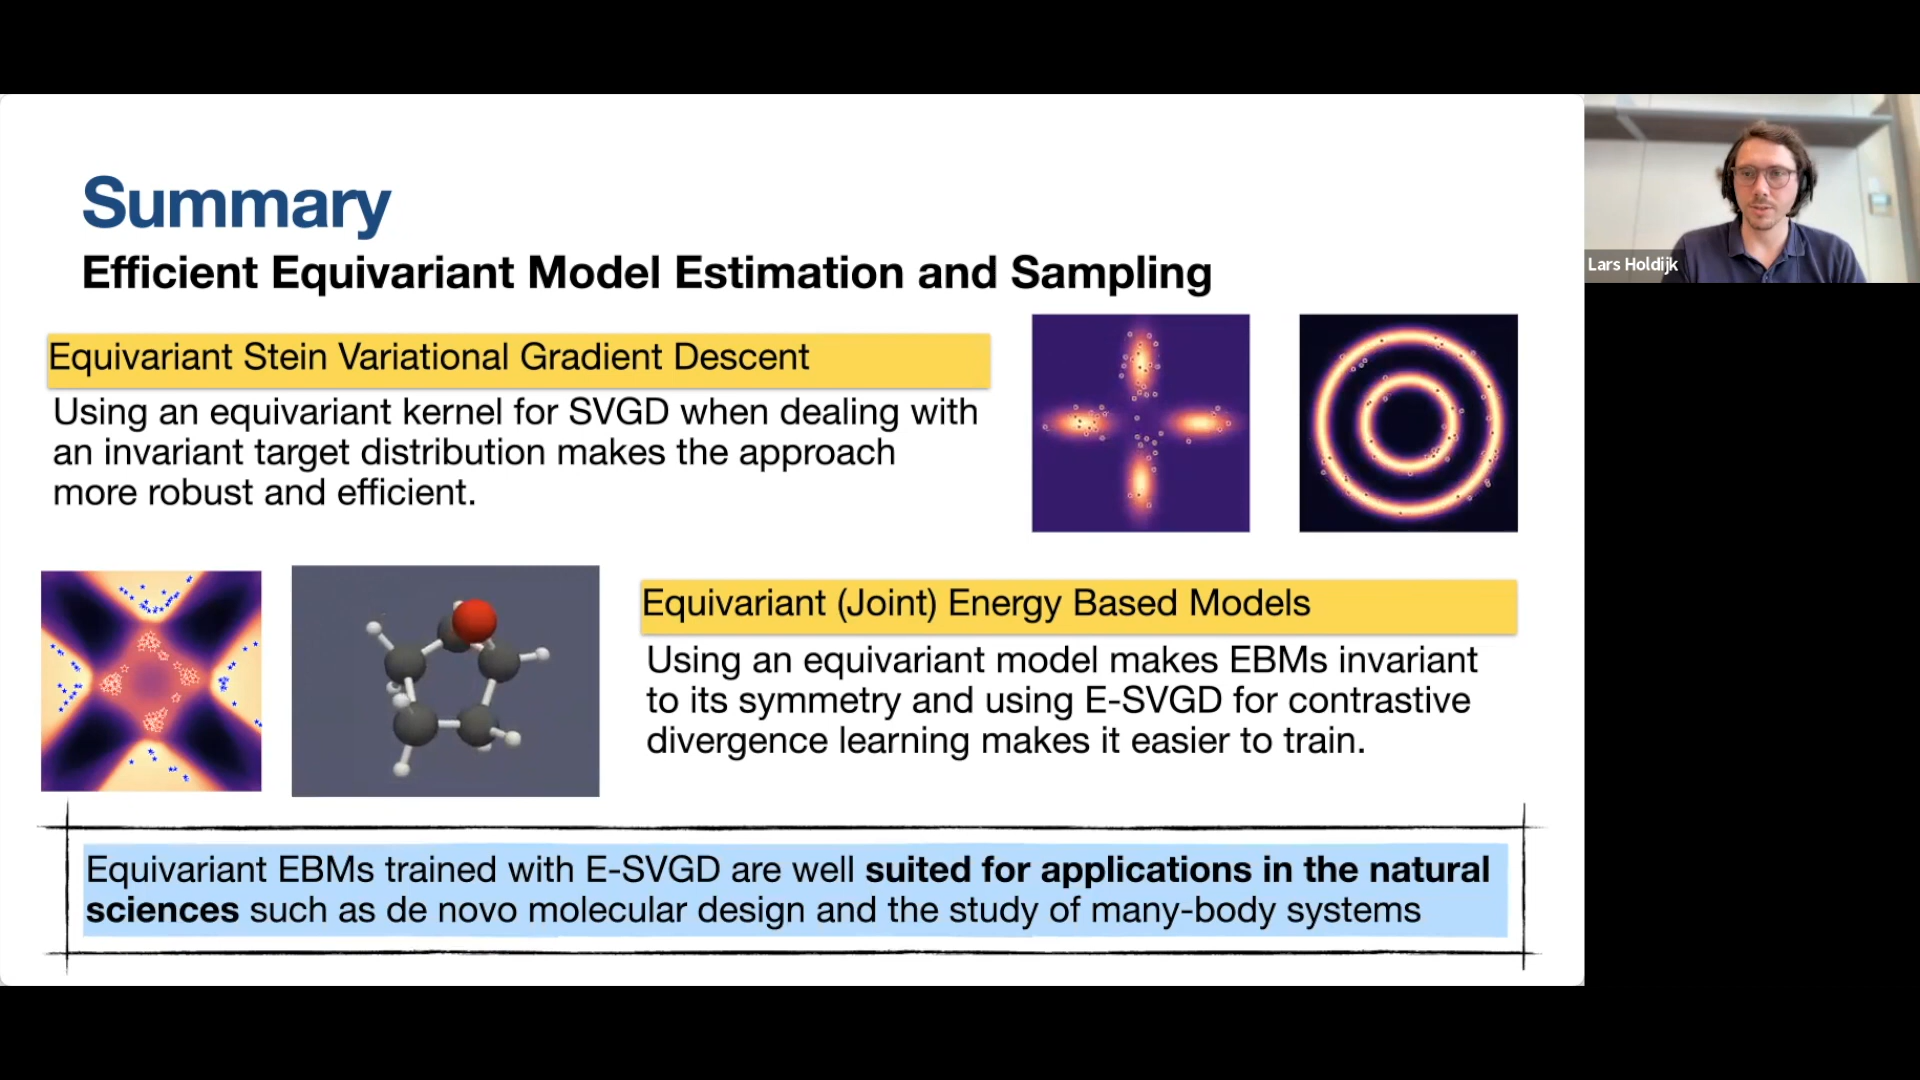 Summary
Efficient Equivariant Model Estimation and Sampling
Equivariant Stein Variational Gradient Descent
Using an equivariant kernel for SVGD when dealing with
an invariant target distribution makes the approach
more robust and efficient.
Equivariant (Joint) Energy Based Models
Using an equivariant model makes EBMs invariant
to its symmetry and using E-SVGD for contrastive
divergence learning makes it easier to train.
Equivariant EBMs trained with E-SVGD are well suited for applications in the natural
sciences such as de novo molecular design and the study of many-body systems
Lars Holdijk